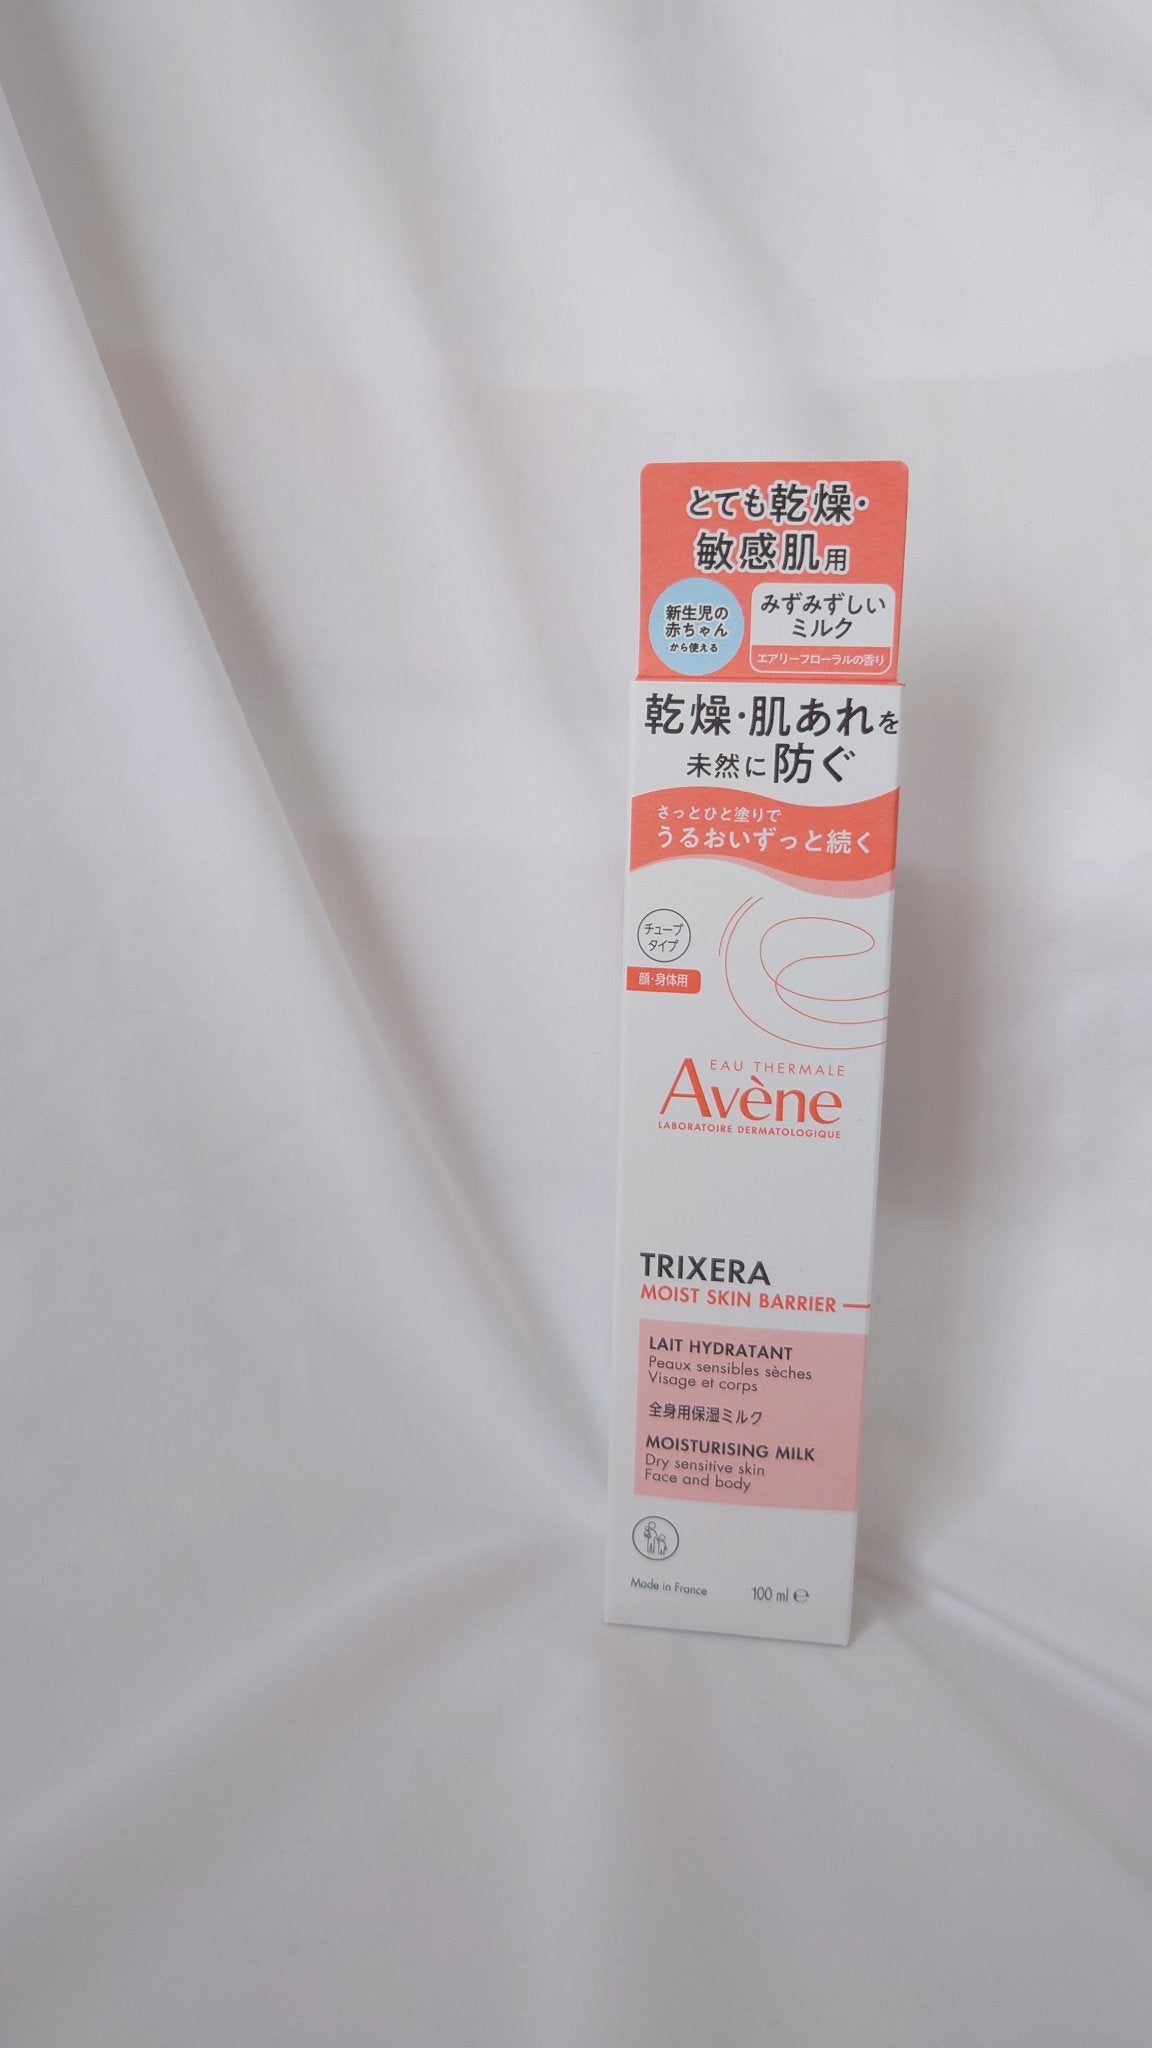 とても乾燥・
敏感肌用
新生児の
赤ちゃん
から使える
みずみずしい
ミルク
エアリーフローラルの香り
乾燥・肌あれを
未然に防ぐ
さっとひと塗りで
うるおいずっと続く
チューブ
タイプ
顔・身体用
EAU THERMALE
Avène
LABORATOIRE DERMATOLOGIQUE
TRIXERA
MOIST SKIN BARRIER
LAIT HYDRATANT
Peaux sensibles sèches
Visage et corps
全身用保湿ミルク
MOISTURISING MILK
Dry sensitive skin
Face and body
Made in France
100 ml ℮